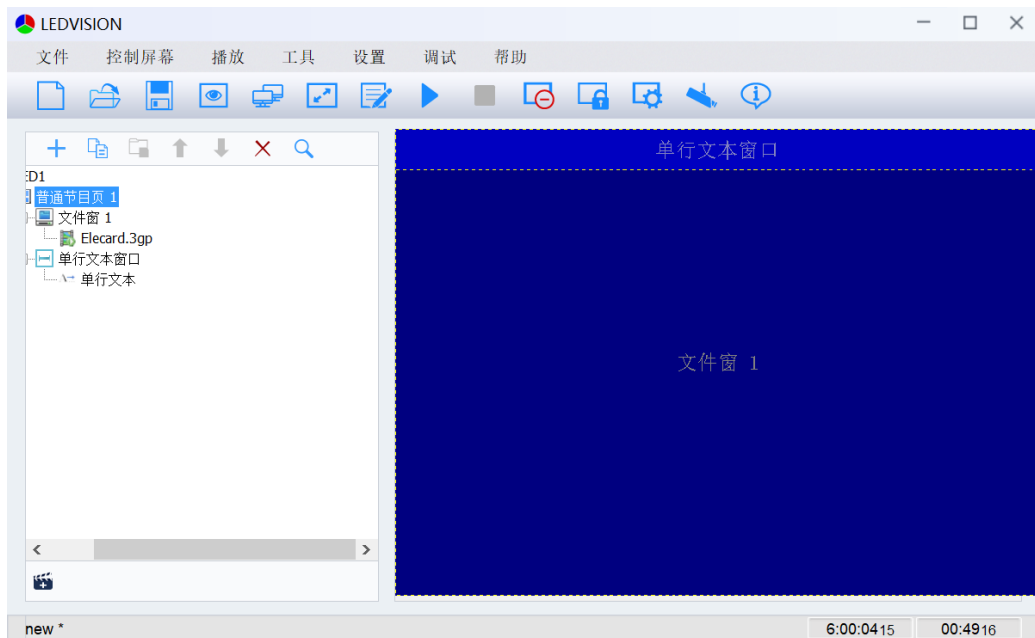 LEDVISION
文件 控制屏幕 播放 工具 设置 调试 帮助
ED1
普通节目页 1
文件窗 1
Elecard.3gp
单行文本窗口
单行文本
单行文本窗口
文件窗 1
new *
6:00:0415 00:4916